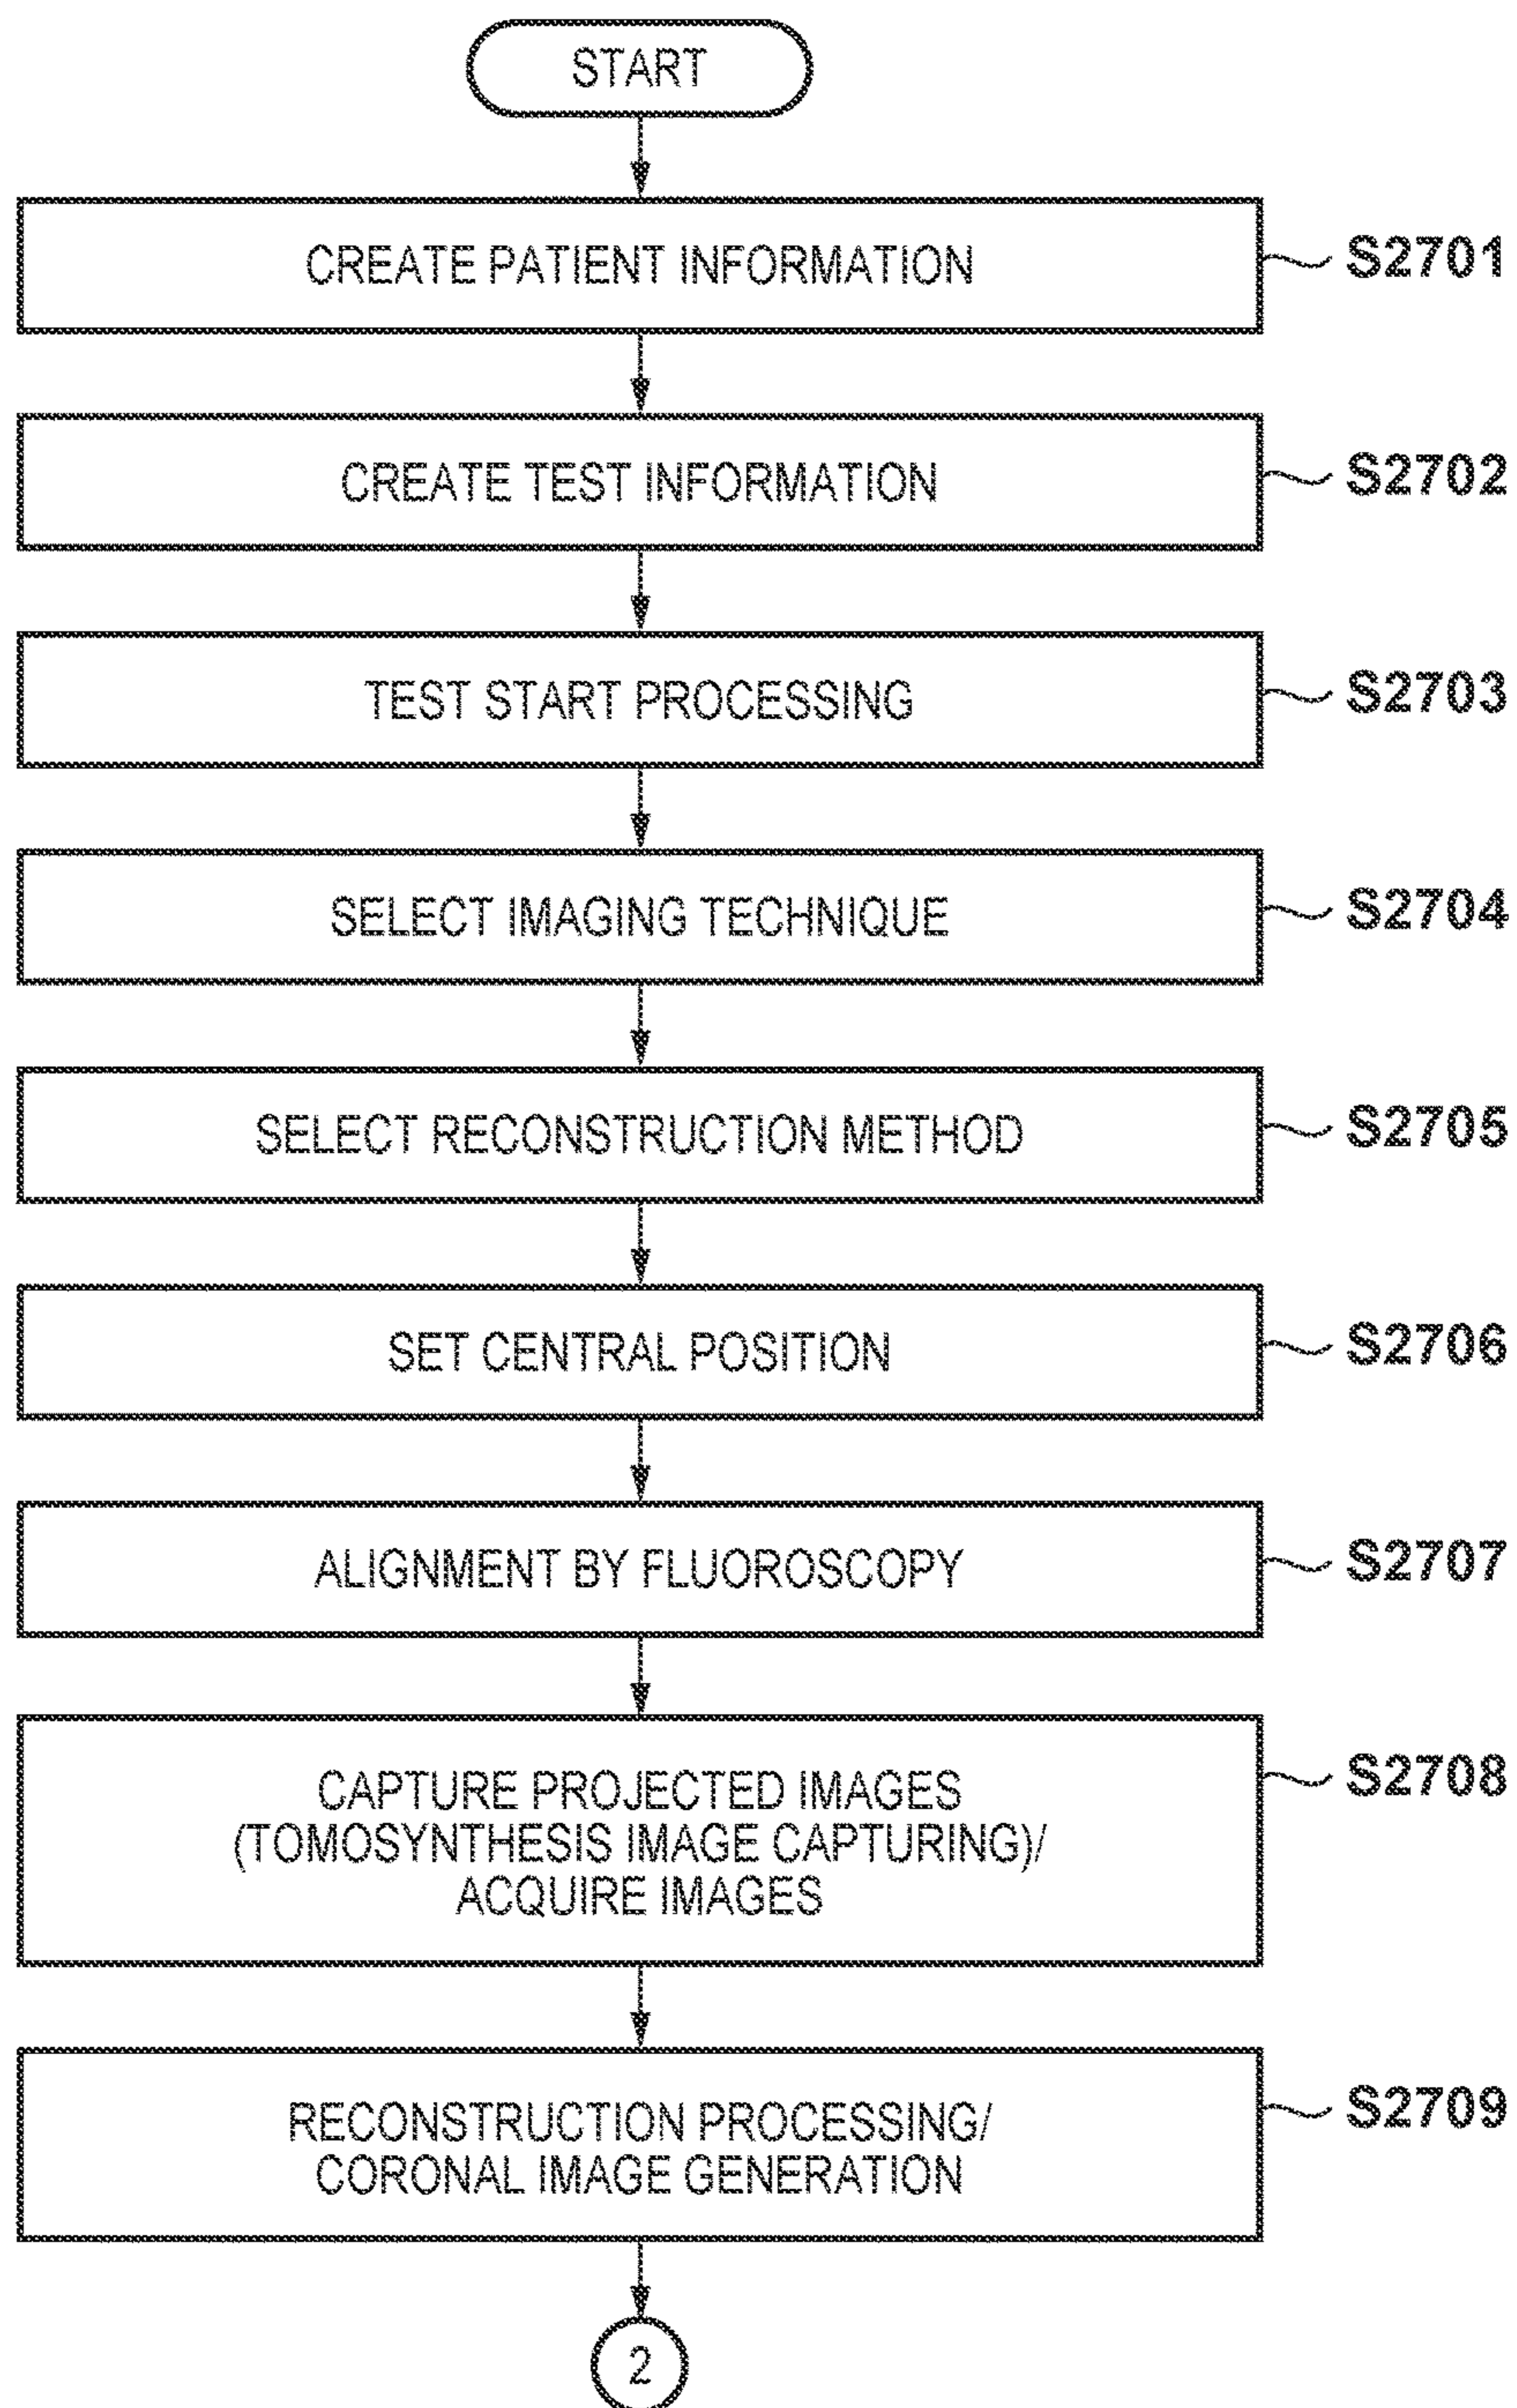 START
CREATE PATIENT INFORMATION
S2701
CREATE TEST INFORMATION
S2702
TEST START PROCESSING
S2703
SELECT IMAGING TECHNIQUE
S2704
SELECT RECONSTRUCTION METHOD
S2705
SET CENTRAL POSITION
S2706
ALIGNMENT BY FLUOROSCOPY
S2707
CAPTURE PROJECTED IMAGES
(TOMOSYNTHESIS IMAGE CAPTURING)/
ACQUIRE IMAGES
S2708
RECONSTRUCTION PROCESSING/
CORONAL IMAGE GENERATION
S2709
2